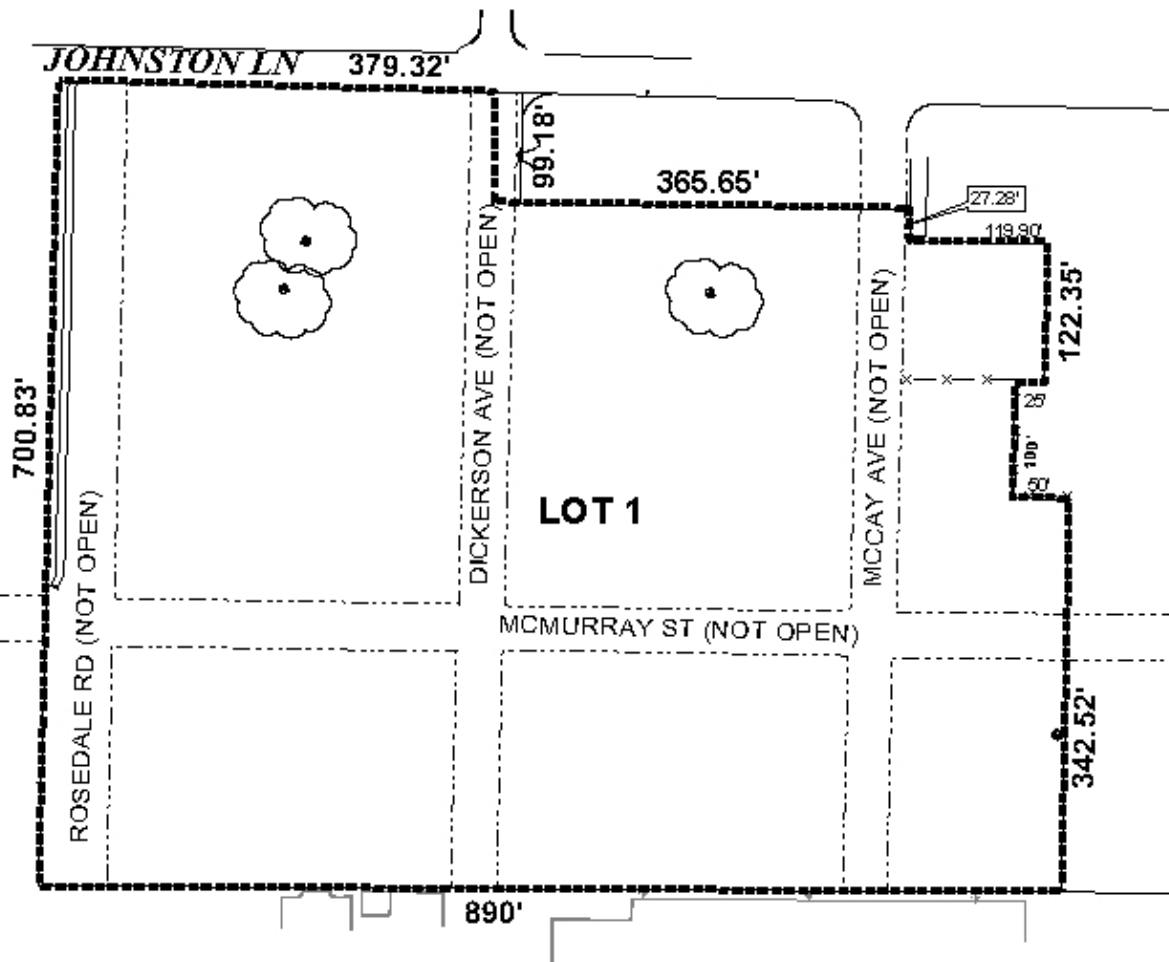 JOHNSTON LN
379.32'
99.18'
365.65'
27.28'
119.90'
122.35'
25'
100'
50'
700.83'
DICKERSON AVE (NOT OPEN)
MCCAY AVE (NOT OPEN)
LOT 1
ROSEDALE RD (NOT OPEN)
MCMURRAY ST (NOT OPEN)
342.52'
890'